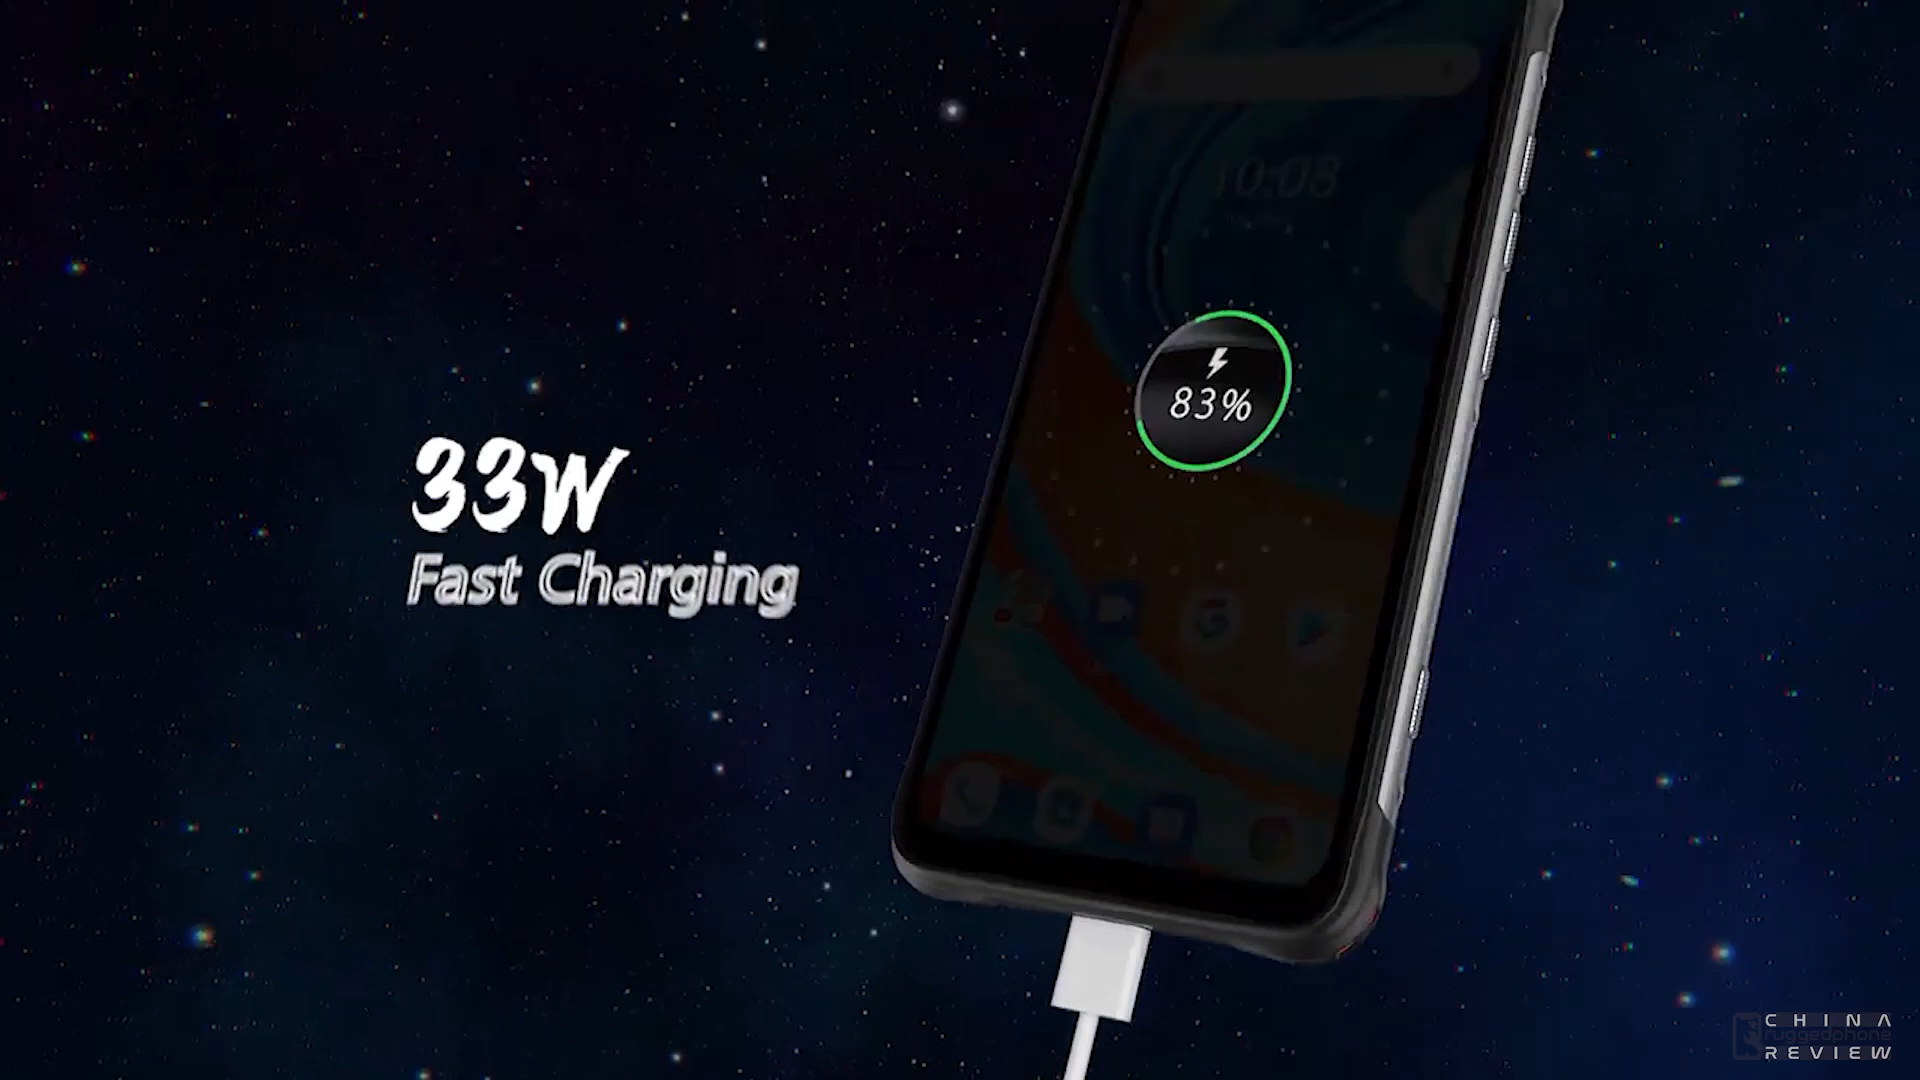 10:08
83%
33W
Fast Charging
CHINA
ruggedphone
REVIEW